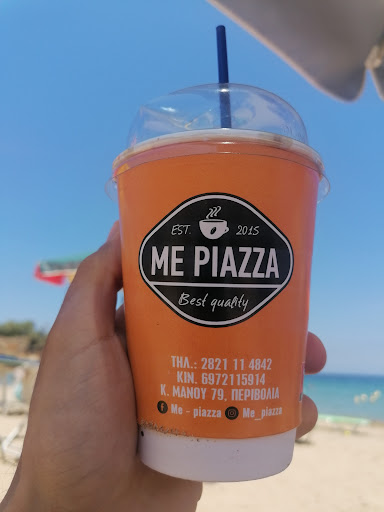 EST. 2015
ME PIAZZA
Best quality
ΤΗΛ.: 2821 11 4842
ΚΙΝ. 6972115914
Κ. ΜΑΝΟΥ 79, ΠΕΡΙΒΟΛΙΑ
Me - piazza Me_piazza